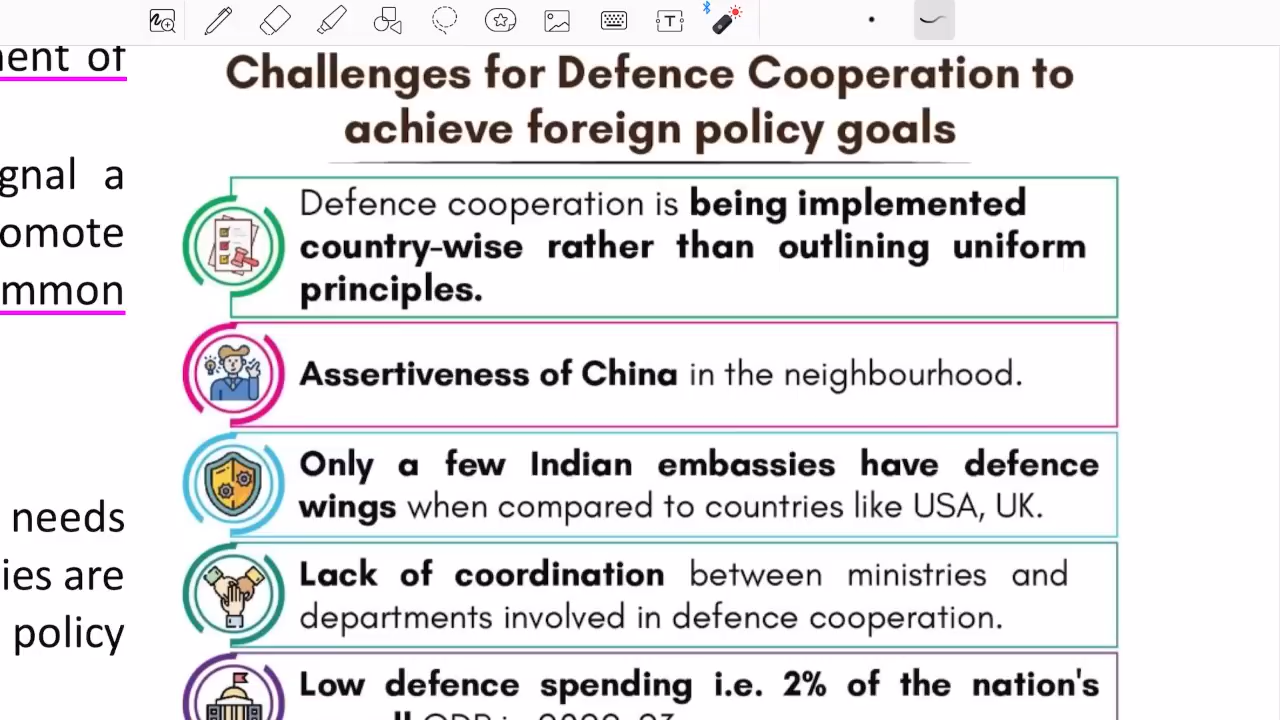 ment of
gnal a
omote
mmon
needs
ies are
policy
Challenges for Defence Cooperation to
achieve foreign policy goals
Defence cooperation is being implemented
country-wise rather than outlining uniform
principles.
Assertiveness of China in the neighbourhood.
Only a few Indian embassies have defence
wings when compared to countries like USA, UK.
Lack of coordination between ministries and
departments involved in defence cooperation.
Low defence spending i.e. 2% of the nation's